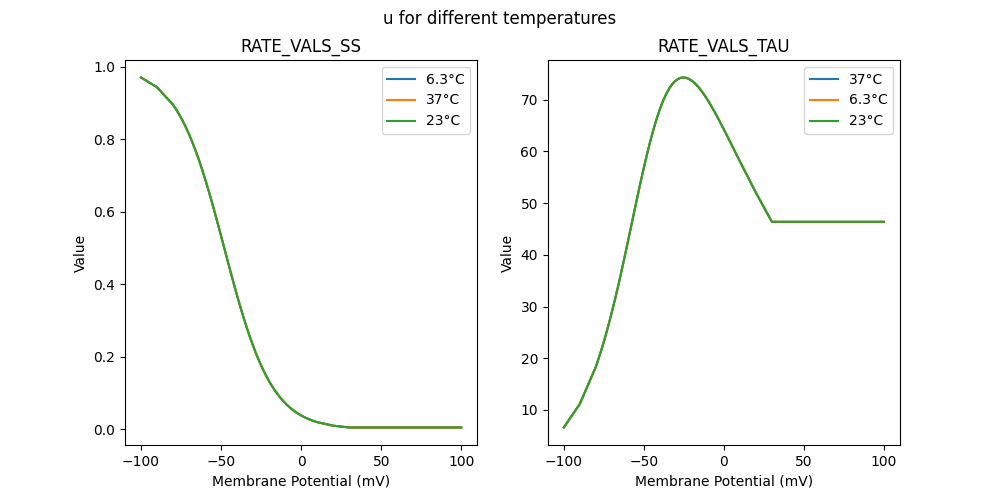 u for different temperatures
RATE_VALS_SS
1.0
0.8
0.6
0.4
0.2
0.0
Value
−100
−50
0
50
100
Membrane Potential (mV)
6.3°C
37°C
23°C
RATE_VALS_TAU
70
60
50
40
30
20
10
Value
−100
−50
0
50
100
Membrane Potential (mV)
37°C
6.3°C
23°C